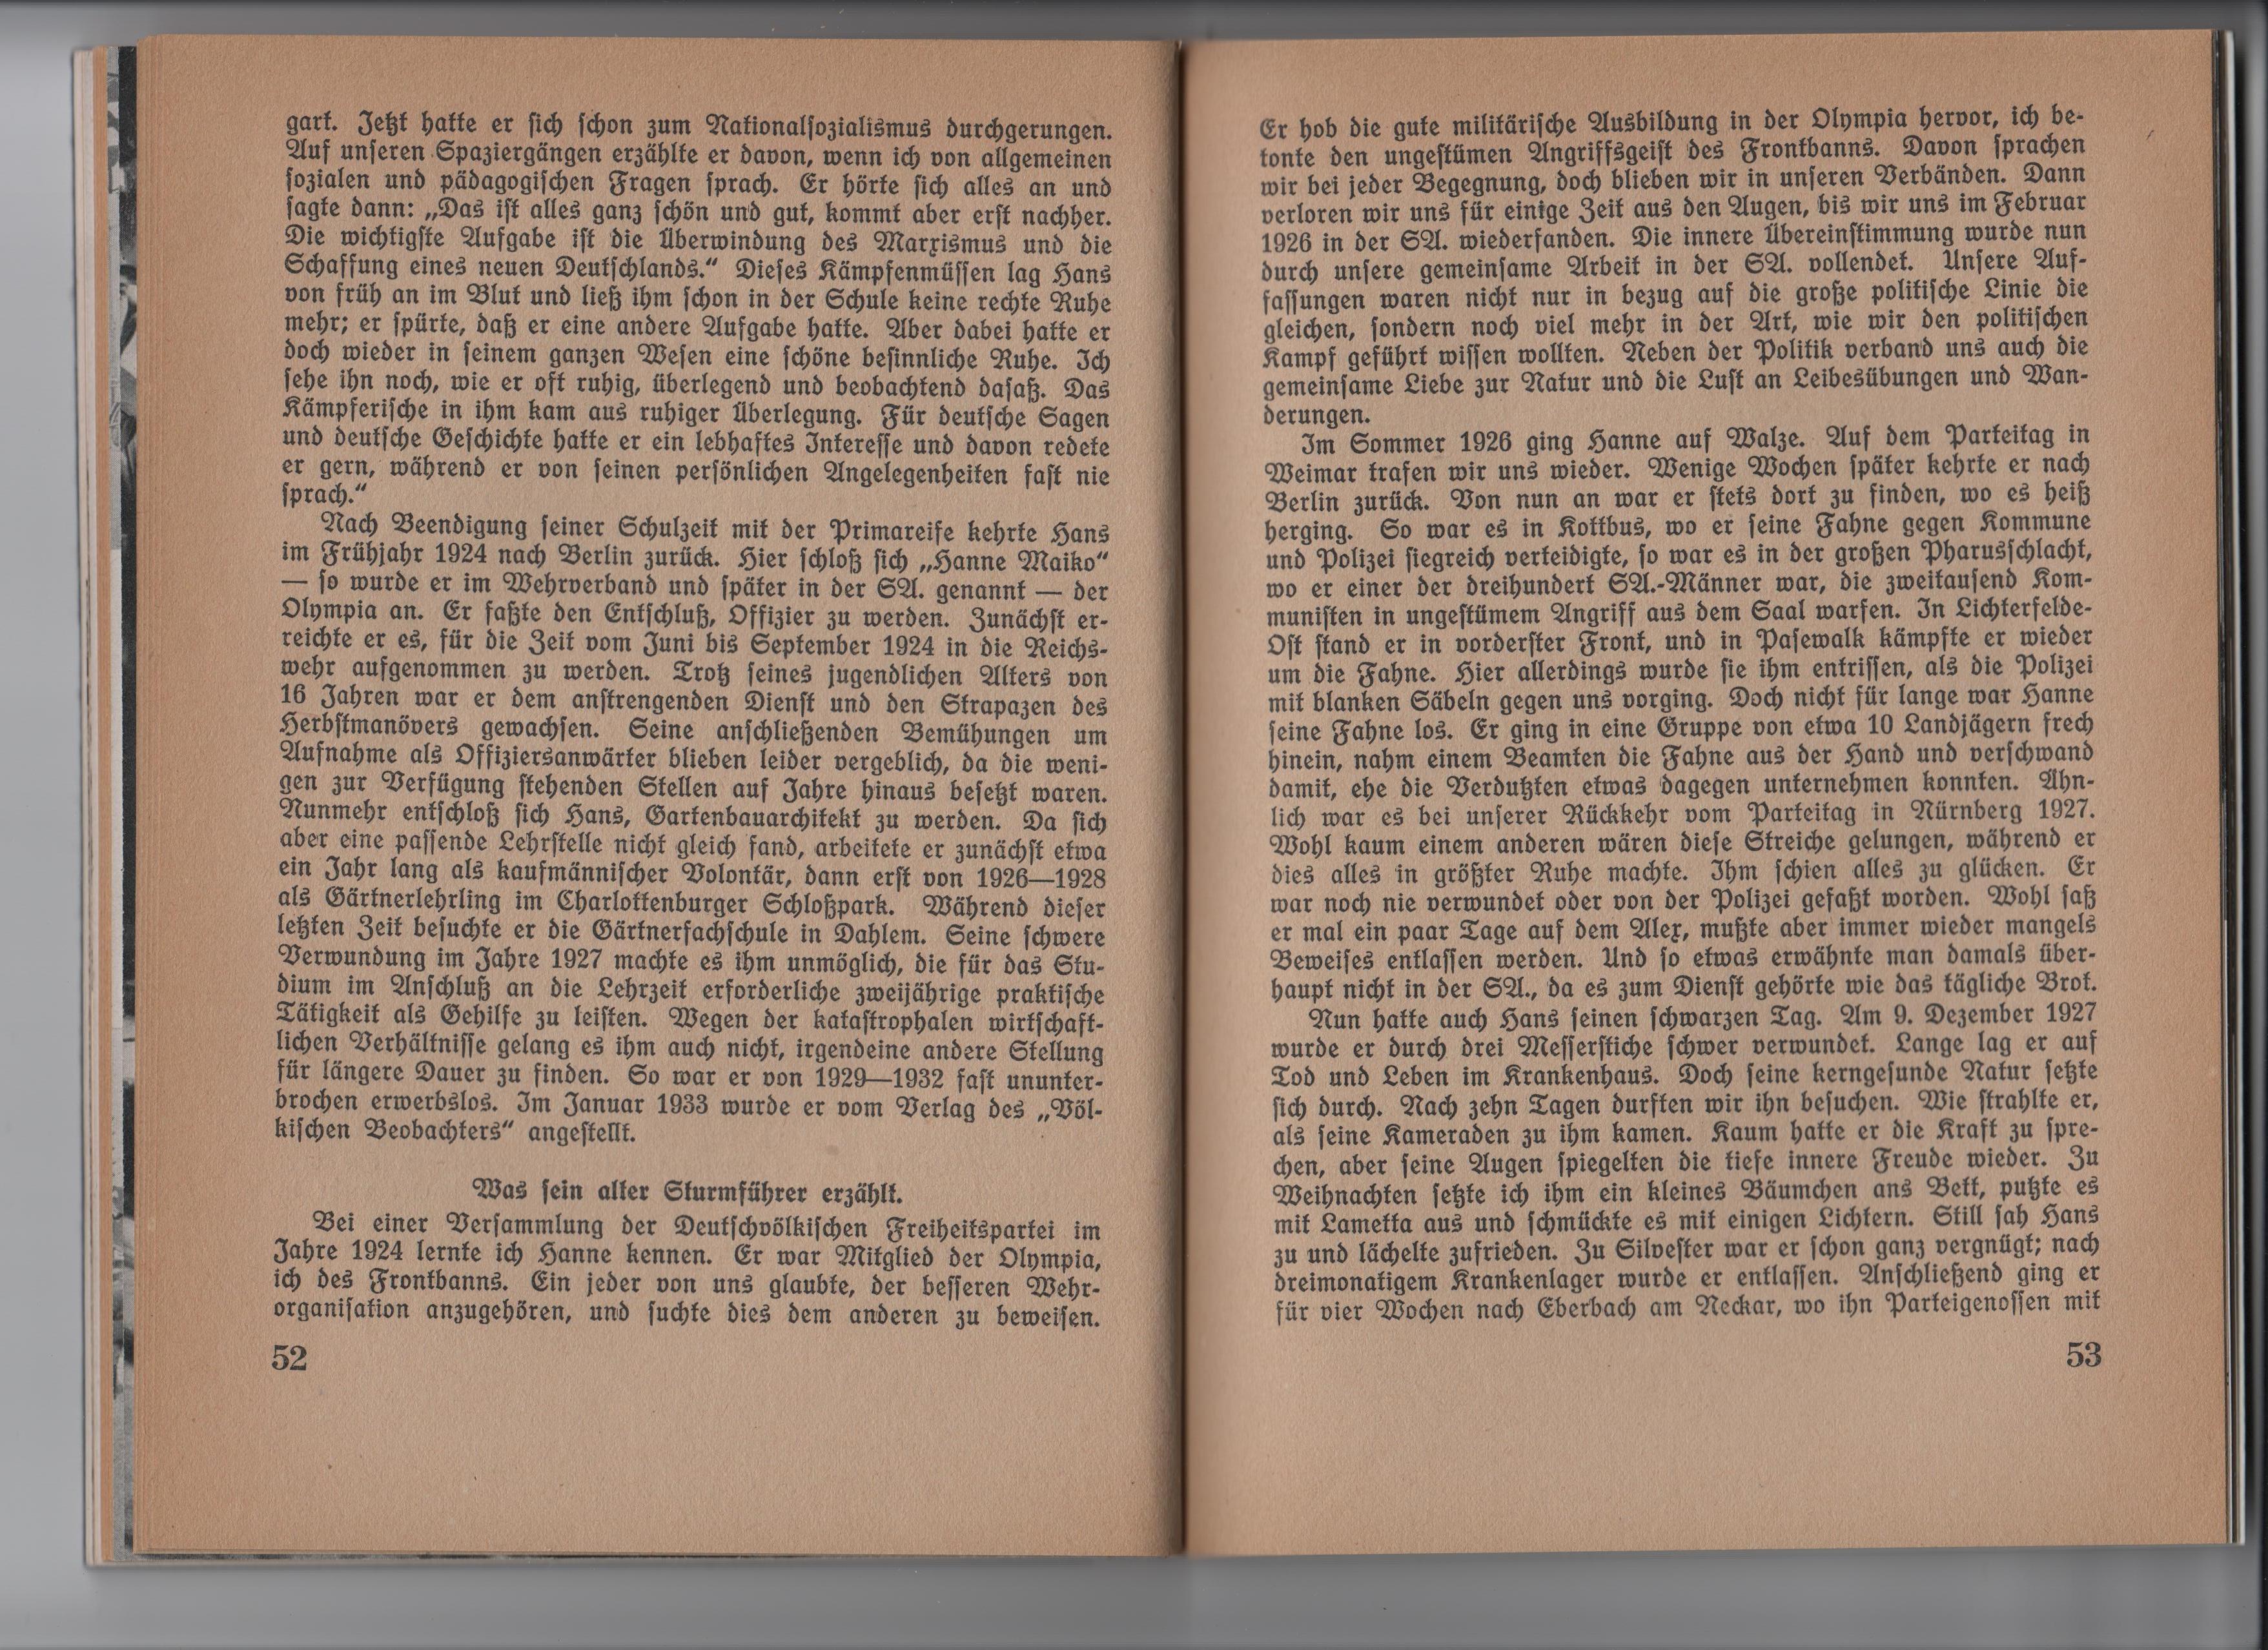 gart. Jetzt hatte er sich schon zum Nationalsozialismus durchgerungen.
Auf unseren Spaziergängen erzählte er davon, wenn ich von allgemeinen
sozialen und pädagogischen Fragen sprach. Er hörte sich alles an und
sagte dann: „Das ist alles ganz schön und gut, kommt aber erst nachher.
Die wichtigste Aufgabe ist die Überwindung des Marxismus und die
Schaffung eines neuen Deutschlands.“ Dieses Kämpfenmüssen lag Hans
von früh an im Blut und ließ ihm schon in der Schule keine rechte Ruhe
mehr; er spürte, daß er eine andere Aufgabe hatte. Aber dabei hatte er
doch wieder in seinem ganzen Wesen eine schöne besinnliche Ruhe. Ich
sehe ihn noch, wie er oft ruhig, überlegend und beobachtend dasaß. Das
Kämpferische in ihm kam aus ruhiger Überlegung. Für deutsche Sagen
und deutsche Geschichte hatte er ein lebhaftes Interesse und davon redete
er gern, während er von seinen persönlichen Angelegenheiten fast nie
sprach.“
Nach Beendigung seiner Schulzeit mit der Primareife kehrte Hans
im Frühjahr 1924 nach Berlin zurück. Hier schloß sich „Hanne Maiko“
— so wurde er im Wehrverband und später in der SA. genannt — der
Olympia an. Er faßte den Entschluß, Offizier zu werden. Zunächst er-
reichte er es, für die Zeit vom Juni bis September 1924 in die Reichs-
wehr aufgenommen zu werden. Trotz seines jugendlichen Alters von
16 Jahren war er dem anstrengenden Dienst und den Strapazen des
Herbstmanövers gewachsen. Seine anschließenden Bemühungen um
Aufnahme als Offiziersanwärter blieben leider vergeblich, da die weni-
gen zur Verfügung stehenden Stellen auf Jahre hinaus besetzt waren.
Nunmehr entschloß sich Hans, Gartenbauarchitekt zu werden. Da sich
aber eine passende Lehrstelle nicht gleich fand, arbeitete er zunächst etwa
ein Jahr lang als kaufmännischer Volontär, dann erst von 1926—1928
als Gärtnerlehrling im Charlottenburger Schloßpark. Während dieser
letzten Zeit besuchte er die Gärtnerfachschule in Dahlem. Seine schwere
Verwundung im Jahre 1927 machte es ihm unmöglich, die für das Stu-
dium im Anschluß an die Lehrzeit erforderliche zweijährige praktische
Tätigkeit als Gehilfe zu leisten. Wegen der katastrophalen wirtschaft-
lichen Verhältnisse gelang es ihm auch nicht, irgendeine andere Stellung
für längere Dauer zu finden. So war er von 1929—1932 fast ununter-
brochen erwerbslos. Im Januar 1933 wurde er vom Verlag des „Völ-
kischen Beobachters“ angestellt.
Was sein alter Sturmführer erzählt.
Bei einer Versammlung der Deutschvölkischen Freiheitspartei im
Jahre 1924 lernte ich Hanne kennen. Er war Mitglied der Olympia,
ich des Frontbanns. Ein jeder von uns glaubte, der besseren Wehr-
organisation anzugehören, und suchte dies dem anderen zu beweisen.
52
Er hob die gute militärische Ausbildung in der Olympia hervor, ich be-
tonte den ungestümen Angriffsgeist des Frontbanns. Davon sprachen
wir bei jeder Begegnung, doch blieben wir in unseren Verbänden. Dann
verloren wir uns für einige Zeit aus den Augen, bis wir uns im Februar
1926 in der SA. wiederfanden. Die innere Übereinstimmung wurde nun
durch unsere gemeinsame Arbeit in der SA. vollendet. Unsere Auf-
fassungen waren nicht nur in bezug auf die große politische Linie die
gleichen, sondern noch viel mehr in der Art, wie wir den politischen
Kampf geführt wissen wollten. Neben der Politik verband uns auch die
gemeinsame Liebe zur Natur und die Lust an Leibesübungen und Wan-
derungen.
Im Sommer 1926 ging Hanne auf Walze. Auf dem Parteitag in
Weimar trafen wir uns wieder. Wenige Wochen später kehrte er nach
Berlin zurück. Von nun an war er stets dort zu finden, wo es heiß
herging. So war es in Kottbus, wo er seine Fahne gegen Kommune
und Polizei siegreich verteidigte, so war es in der großen Pharusschlacht,
wo er einer der dreihundert SA.-Männer war, die zweitausend Kom-
munisten in ungestümem Angriff aus dem Saal warfen. In Lichterfelde-
Ost stand er in vorderster Front, und in Pasewalk kämpfte er wieder
um die Fahne. Hier allerdings wurde sie ihm entrissen, als die Polizei
mit blanken Säbeln gegen uns vorging. Doch nicht für lange war Hanne
seine Fahne los. Er ging in eine Gruppe von etwa 10 Landjägern frech
hinein, nahm einem Beamten die Fahne aus der Hand und verschwand
damit, ehe die Verdutzten etwas dagegen unternehmen konnten. Ähn-
lich war es bei unserer Rückkehr vom Parteitag in Nürnberg 1927.
Wohl kaum einem anderen wären diese Streiche gelungen, während er
dies alles in größter Ruhe machte. Ihm schien alles zu glücken. Er
war noch nie verwundet oder von der Polizei gefaßt worden. Wohl saß
er mal ein paar Tage auf dem Alex, mußte aber immer wieder mangels
Beweises entlassen werden. Und so etwas erwähnte man damals über-
haupt nicht in der SA., da es zum Dienst gehörte wie das tägliche Brot.
Nun hatte auch Hans seinen schwarzen Tag. Am 9. Dezember 1927
wurde er durch drei Messerstiche schwer verwundet. Lange lag er auf
Tod und Leben im Krankenhaus. Doch seine kerngesunde Natur setzte
sich durch. Nach zehn Tagen durften wir ihn besuchen. Wie strahlte er,
als seine Kameraden zu ihm kamen. Kaum hatte er die Kraft zu spre-
chen, aber seine Augen spiegelten die tiefe innere Freude wieder. Zu
Weihnachten setzte ich ihm ein kleines Bäumchen ans Bett, putzte es
mit Lametta aus und schmückte es mit einigen Lichtern. Still sah Hans
zu und lächelte zufrieden. Zu Silvester war er schon ganz vergnügt; nach
dreimonatigem Krankenlager wurde er entlassen. Anschließend ging er
für vier Wochen nach Eberbach am Neckar, wo ihn Parteigenossen mit
53